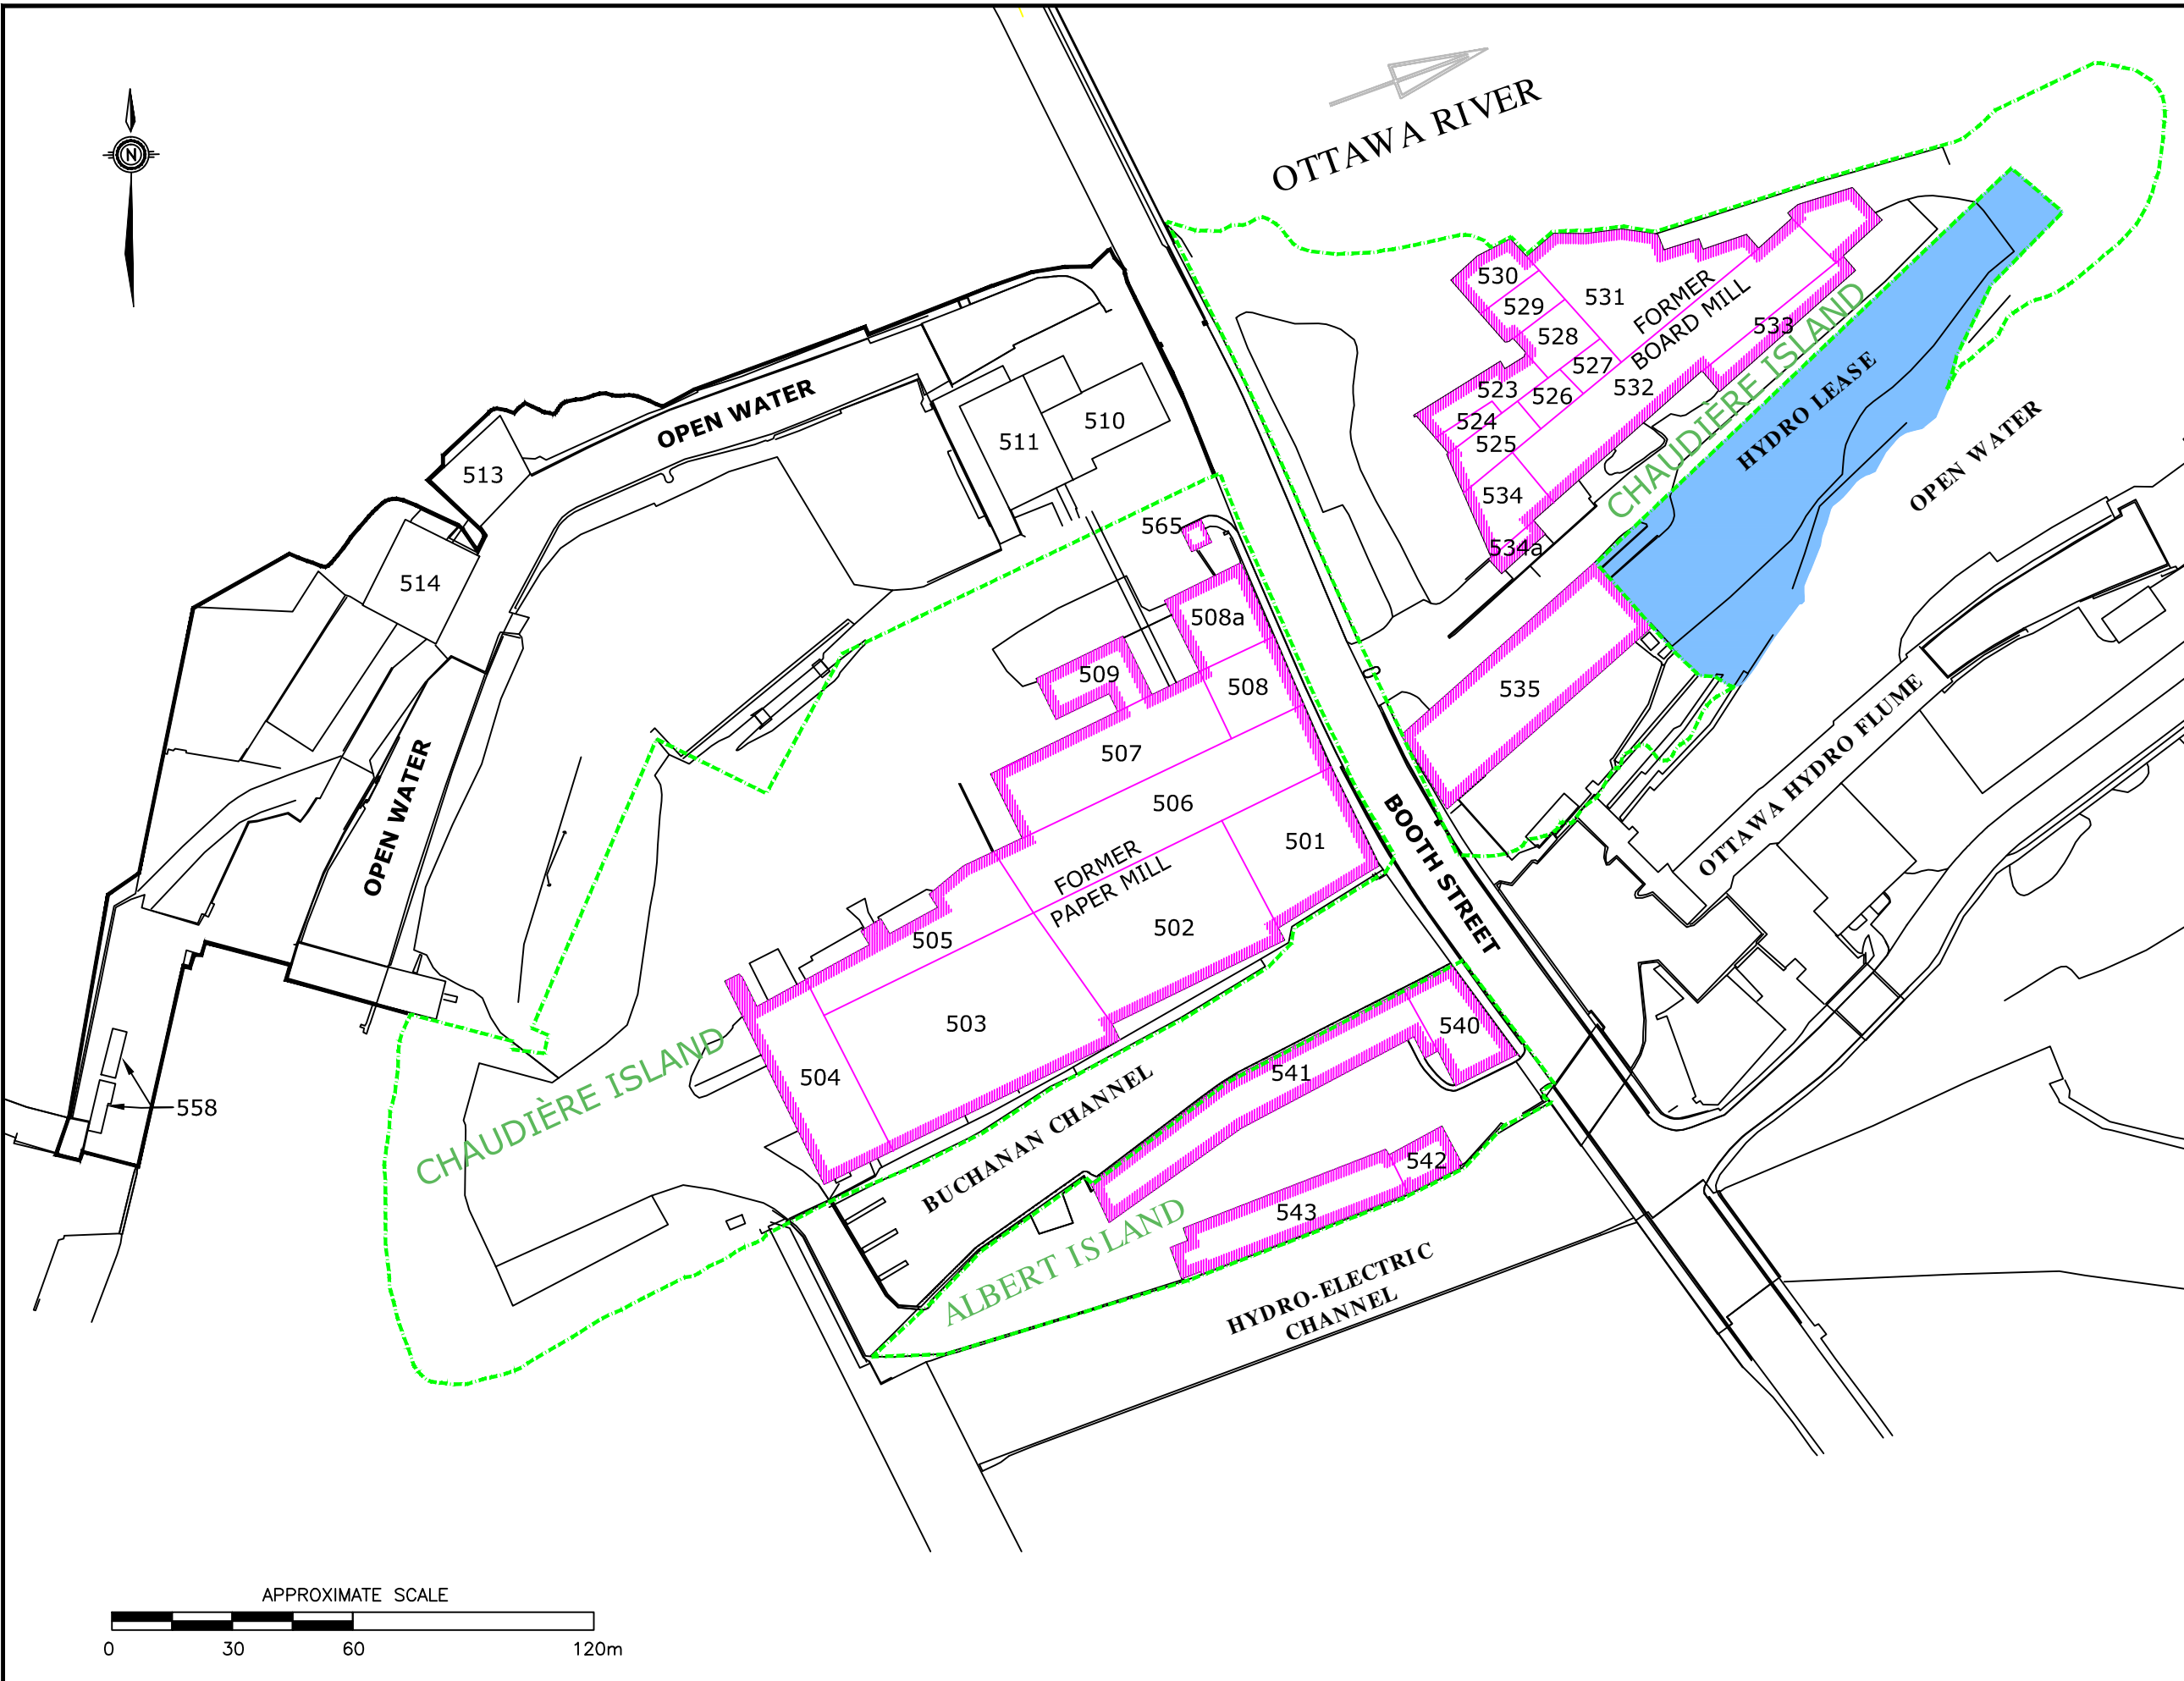 N
OTTAWA RIVER
530
529
528
531
FORMER
BOARD MILL
533
527
523
526
532
524
525
534
534a
CHAUDIÈRE ISLAND
HYDRO LEASE
OPEN WATER
OPEN WATER
511
510
513
514
565
508a
509
508
535
507
506
OTTAWA HYDRO FLUME
501
BOOTH STREET
FORMER
PAPER MILL
OPEN WATER
505
502
503
504
540
541
558
CHAUDIÈRE ISLAND
BUCHANAN CHANNEL
542
543
ALBERT ISLAND
HYDRO-ELECTRIC
CHANNEL
APPROXIMATE SCALE
0 30 60 120m